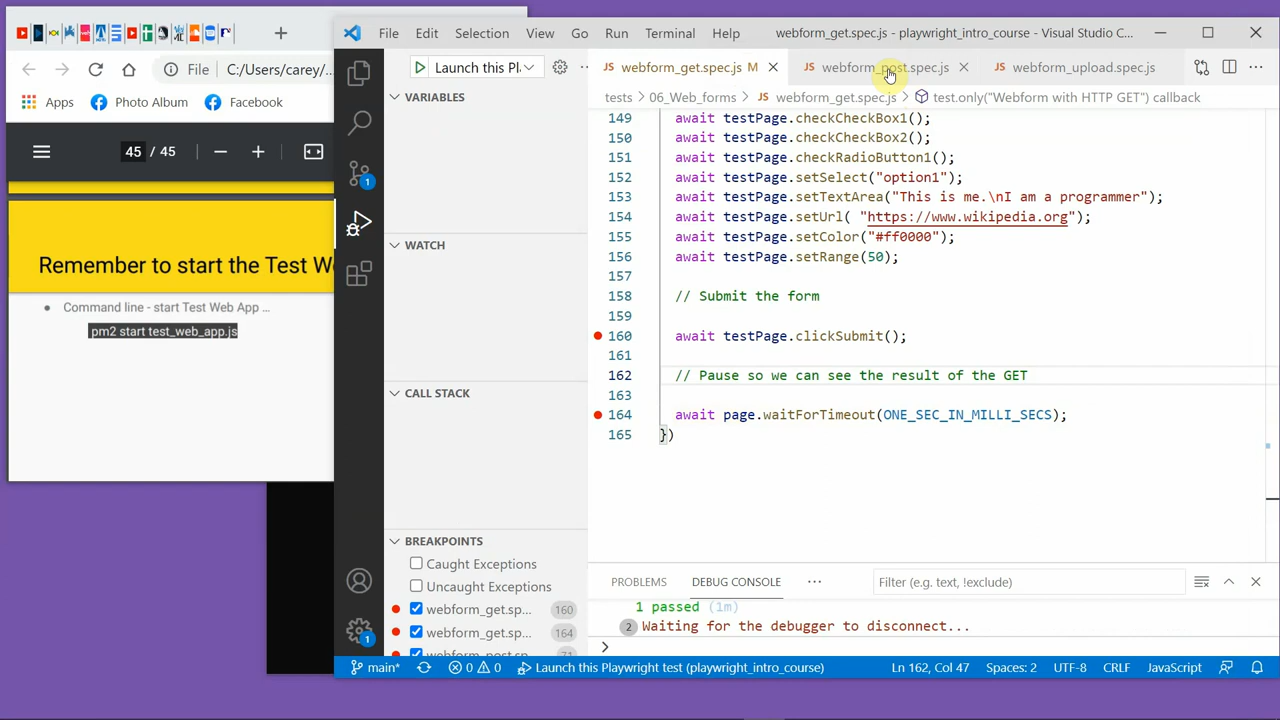 File
C:/Users/carey/...
Apps
Photo Album
Facebook
45 / 45
Remember to start the Test We
Command line - start Test Web App ...
pm2 start test_web_app.js
File Edit Selection View Go Run Terminal Help
webform_get.spec.js - playwright_intro_course - Visual Studio C...
Launch this Pl.
VARIABLES
WATCH
CALL STACK
BREAKPOINTS
Caught Exceptions
Uncaught Exceptions
webform_get.sp... 160
webform_get.sp... 164
webform_get.spec.js M
webform_post.spec.js
webform_upload.spec.js
tests > 06_Web_forms > JS webform_get.spec.js > test.only("Webform with HTTP GET") callback
149 await testPage.checkCheckBox1();
150 await testPage.checkCheckBox2();
151 await testPage.checkRadioButton1();
152 await testPage.setSelect("option1");
153 await testPage.setTextArea("This is me.\nI am a programmer");
154 await testPage.setUrl( "https://www.wikipedia.org");
155 await testPage.setColor("#ff0000");
156 await testPage.setRange(50);
157
158 // Submit the form
159
160 await testPage.clickSubmit();
161
162 // Pause so we can see the result of the GET
163
164 await page.waitForTimeout(ONE_SEC_IN_MILLI_SECS);
165 })
PROBLEMS DEBUG CONSOLE ... Filter (e.g. text, !exclude)
1 passed (1m)
2 Waiting for the debugger to disconnect...
main* 0 0 Launch this Playwright test (playwright_intro_course) Ln 162, Col 47 Spaces: 2 UTF-8 CRLF JavaScript